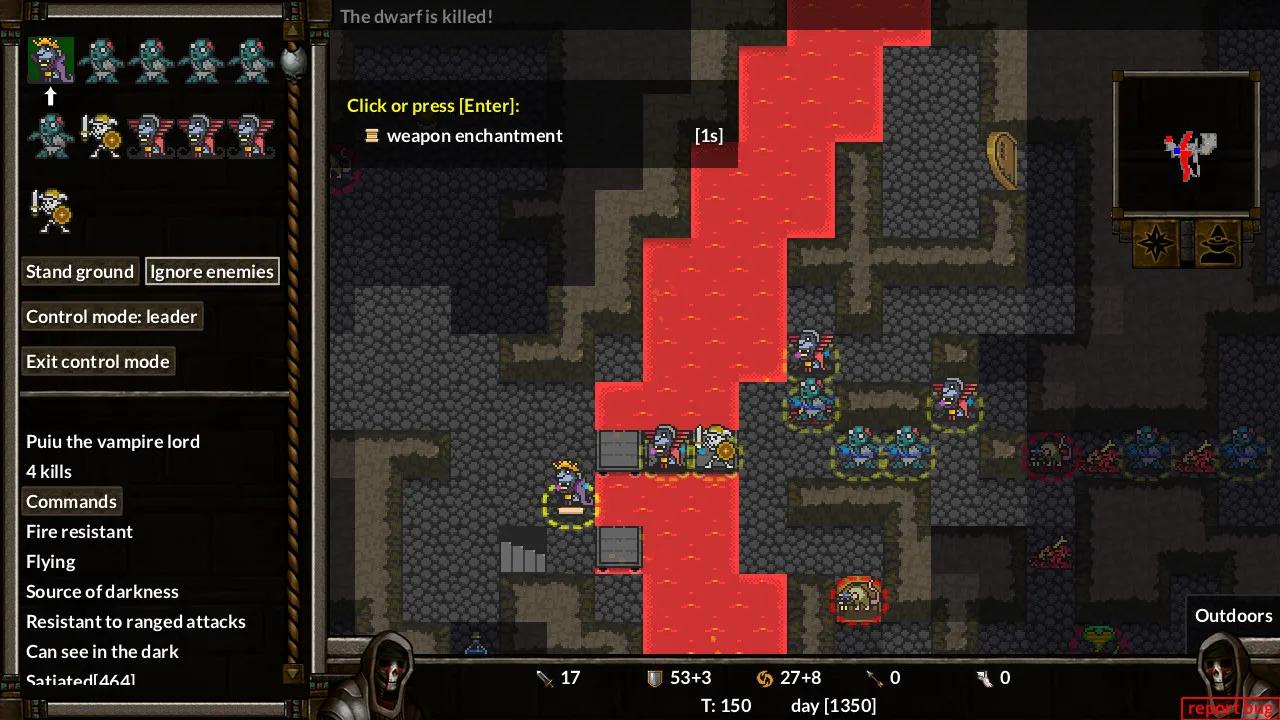 The dwarf is killed!
Click or press [Enter]:
weapon enchantment [1s]
Stand ground Ignore enemies
Control mode: leader
Exit control mode
Puiu the vampire lord
4 kills
Commands
Fire resistant
Flying
Source of darkness
Resistant to ranged attacks
Can see in the dark
Satiated[464]
Outdoors
17 53+3 27+8 0 0
T: 150 day [1350]
report bug